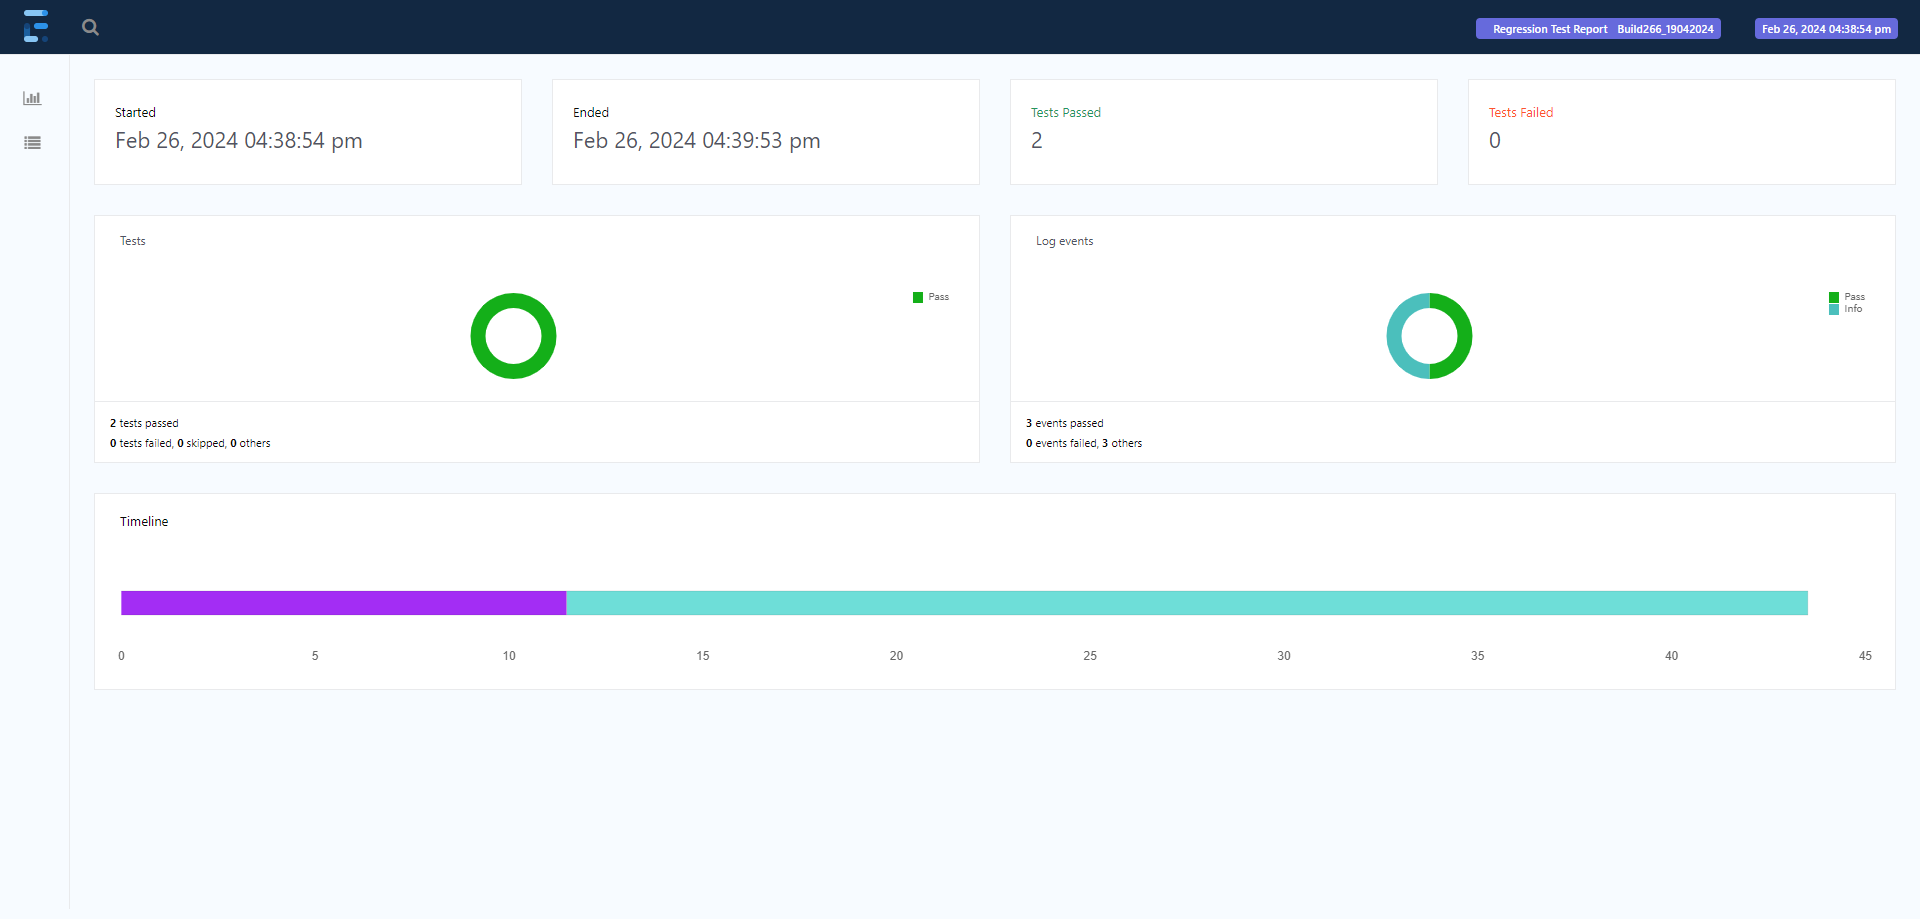 Regression Test Report Build266_19042024
Feb 26, 2024 04:38:54 pm
Started
Feb 26, 2024 04:38:54 pm
Ended
Feb 26, 2024 04:39:53 pm
Tests Passed
2
Tests Failed
0
Tests
Pass
2 tests passed
0 tests failed, 0 skipped, 0 others
Log events
Pass
Info
3 events passed
0 events failed, 3 others
Timeline
0 5 10 15 20 25 30 35 40 45